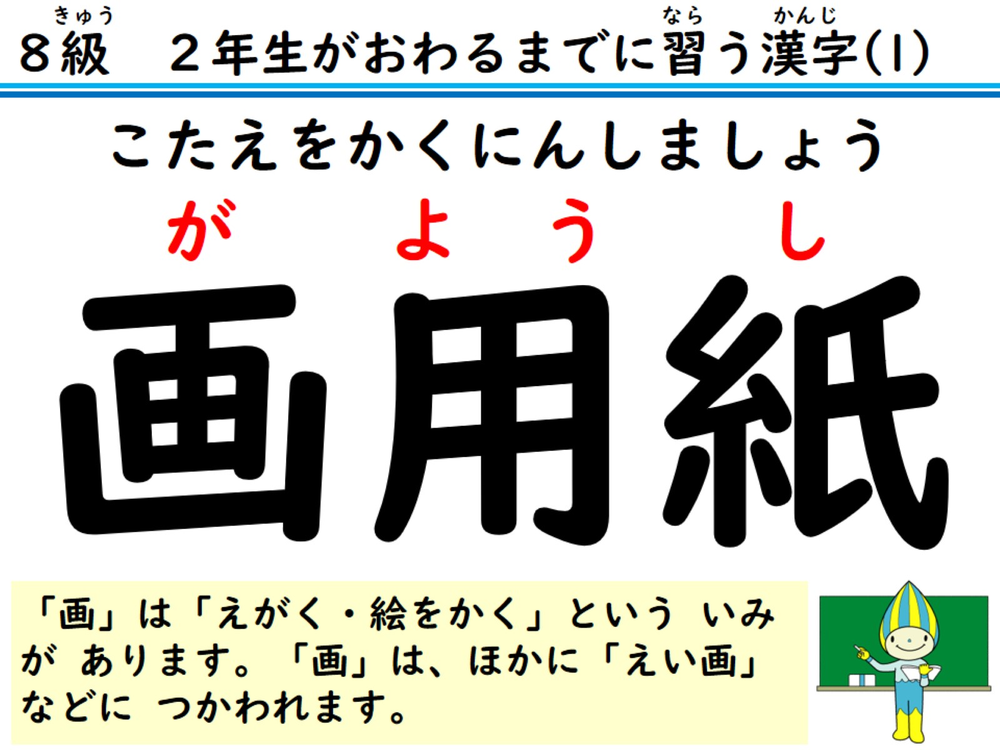 きゅう なら かんじ
8級 2年生がおわるまでに習う漢字(1)
こたえをかくにんしましょう
がようし
画用紙
「画」は「えがく・絵をかく」という いみ
が あります。「画」は、ほかに「えい画」
などに つかわれます。